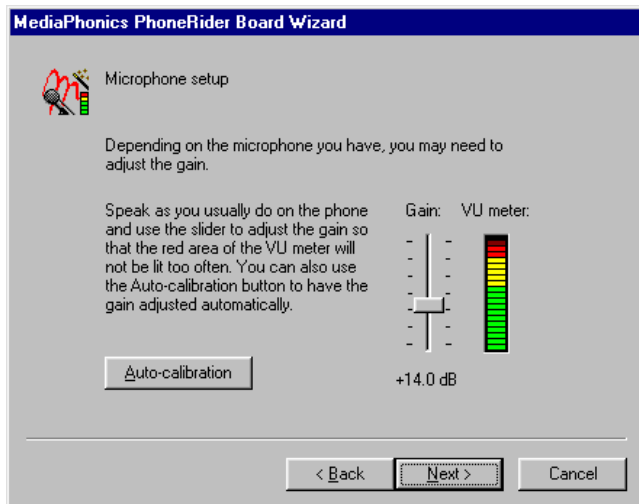 MediaPhonics PhoneRider Board Wizard
Microphone setup
Depending on the microphone you have, you may need to
adjust the gain.
Speak as you usually do on the phone
and use the slider to adjust the gain so
that the red area of the VU meter will
not be lit too often. You can also use
the Auto-calibration button to have the
gain adjusted automatically.
Gain: VU meter:
+14.0 dB
Auto-calibration
< Back Next > Cancel